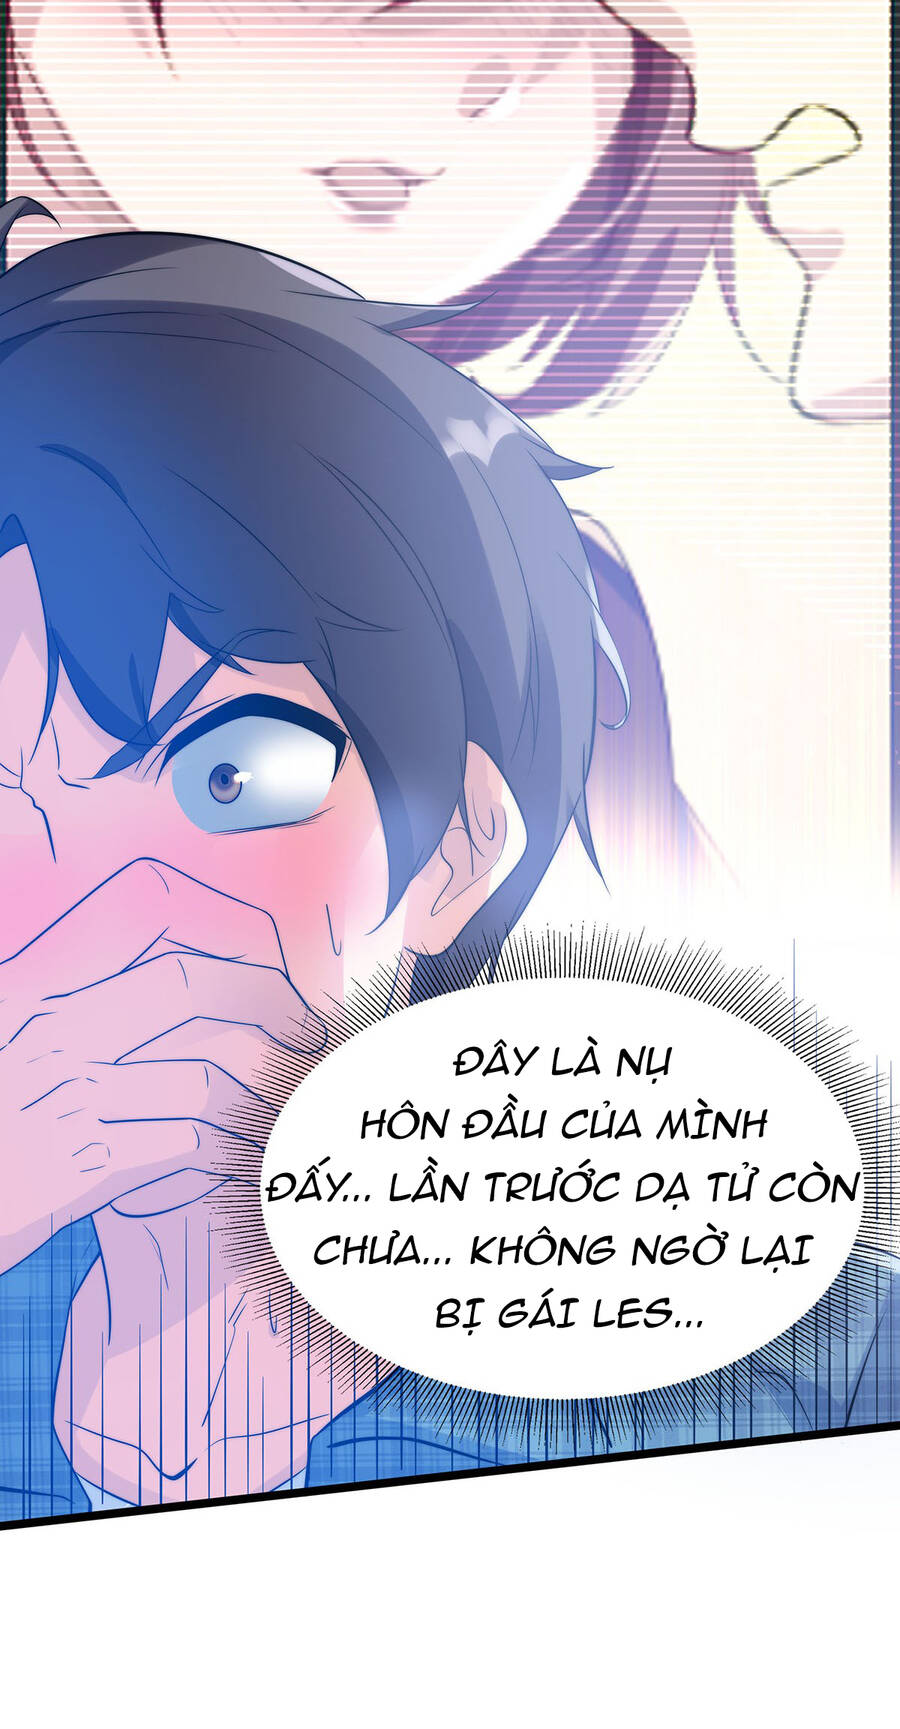 ĐÂY LÀ NỤ
HÔN ĐẦU CỦA MÌNH
ĐẤY... LẦN TRƯỚC DẠ TỬ CÒN
CHƯA... KHÔNG NGỜ LẠI
BỊ GÁI LES...